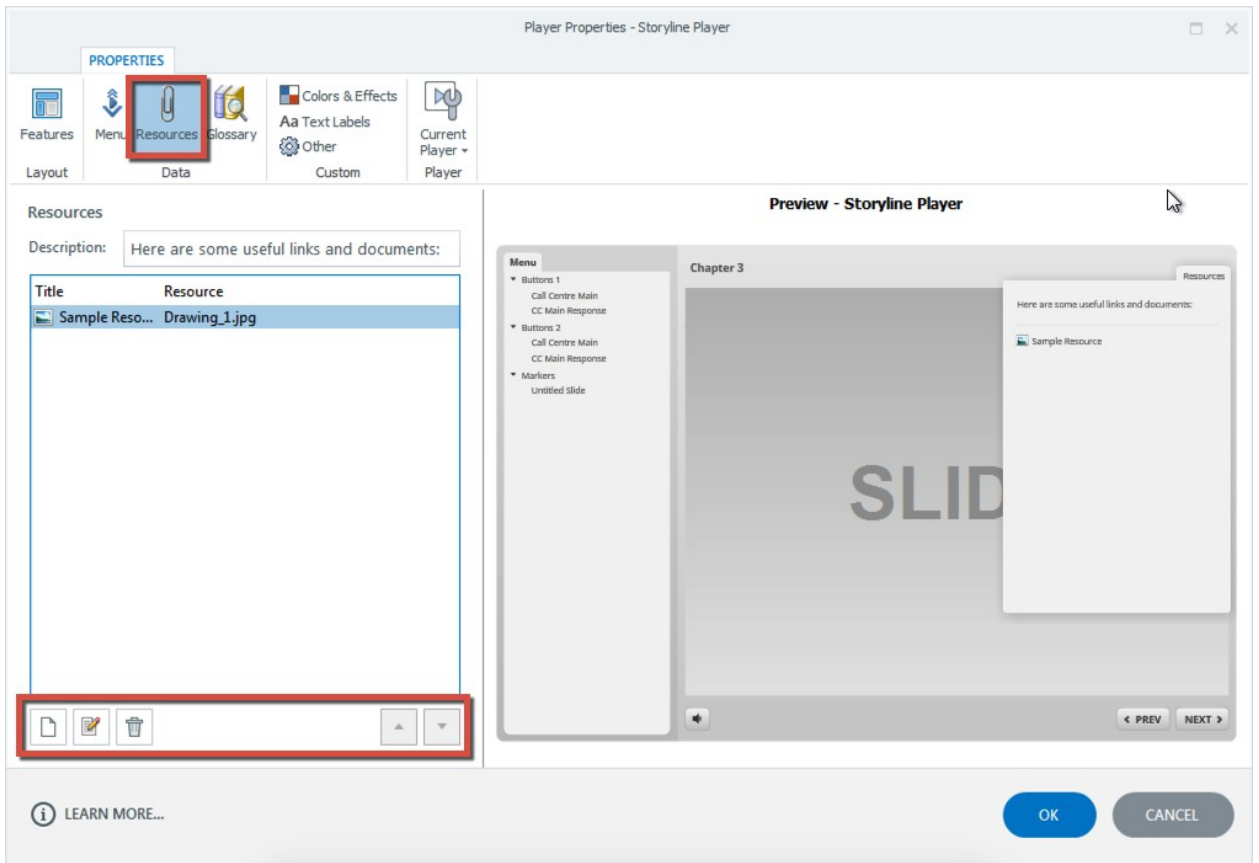 Player Properties - Storyline Player
PROPERTIES
Features
Menu
Resources
Glossary
Colors & Effects
Aa Text Labels
Other
Current
Player
Layout
Data
Custom
Player
Resources
Description: Here are some useful links and documents:
Title Resource
Sample Reso... Drawing_1.jpg
Preview - Storyline Player
Menu
Buttons 1
Call Centre Main
CC Main Response
Buttons 2
Call Centre Main
CC Main Response
Markers
Untitled Slide
Chapter 3
Resources
Here are some useful links and documents:
Sample Resource
SLID
PREV
NEXT
i LEARN MORE...
OK
CANCEL